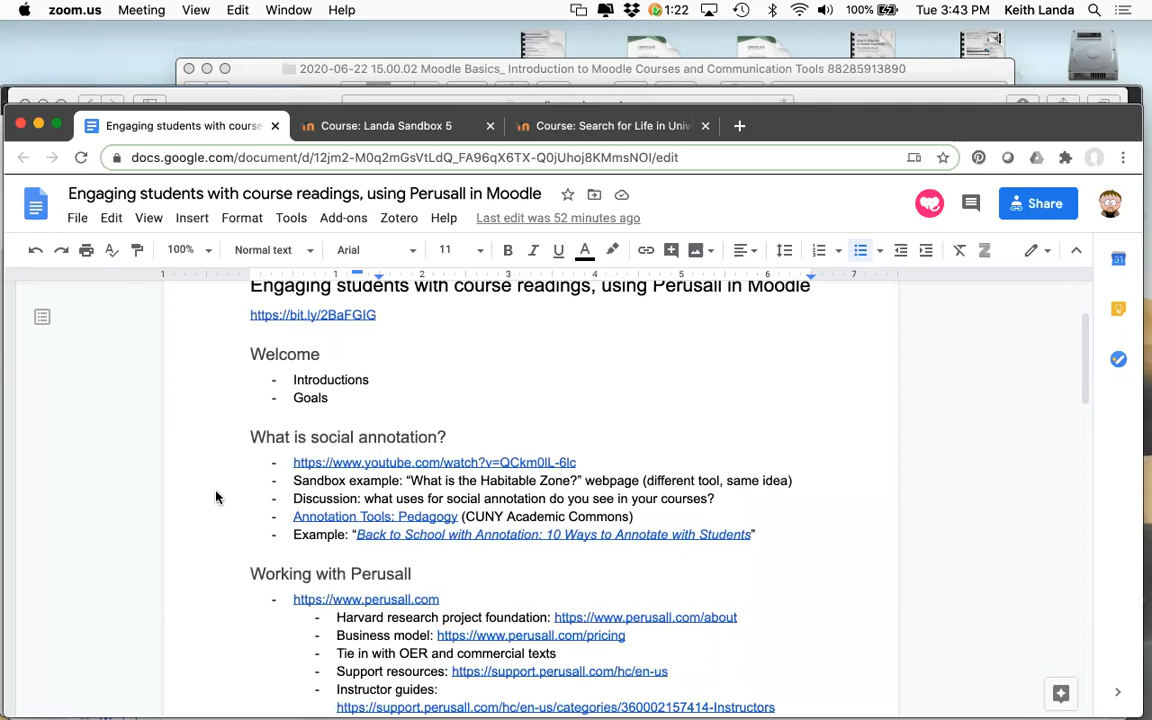 zoom.us Meeting View Edit Window Help 1:22 100% Tue 3:43 PM Keith Landa
2020-06-22 15.00.02 Moodle Basics_ Introduction to Moodle Courses and Communication Tools 88285913890
Engaging students with course Course: Landa Sandbox 5 Course: Search for Life in Univ
docs.google.com/document/d/12jm2-M0q2mGsVtLdQ_FA96qX6TX-Q0jUhoj8KMmsNOI/edit
Engaging students with course readings, using Perusall in Moodle
Share
File Edit View Insert Format Tools Add-ons Zotero Help Last edit was 52 minutes ago
100% Normal text Arial 11
1 1 2 3 4 5 6 7
Engaging students with course readings, using Perusall in Moodle
https://bit.ly/2BaFGIG
Welcome
- Introductions
- Goals
What is social annotation?
- https://www.youtube.com/watch?v=QCkm0lL-6lc
- Sandbox example: “What is the Habitable Zone?” webpage (different tool, same idea)
- Discussion: what uses for social annotation do you see in your courses?
- Annotation Tools: Pedagogy (CUNY Academic Commons)
- Example: “Back to School with Annotation: 10 Ways to Annotate with Students”
Working with Perusall
- https://www.perusall.com
- Harvard research project foundation: https://www.perusall.com/about
- Business model: https://www.perusall.com/pricing
- Tie in with OER and commercial texts
- Support resources: https://support.perusall.com/hc/en-us
- Instructor guides:
https://support.perusall.com/hc/en-us/categories/360002157414-Instructors